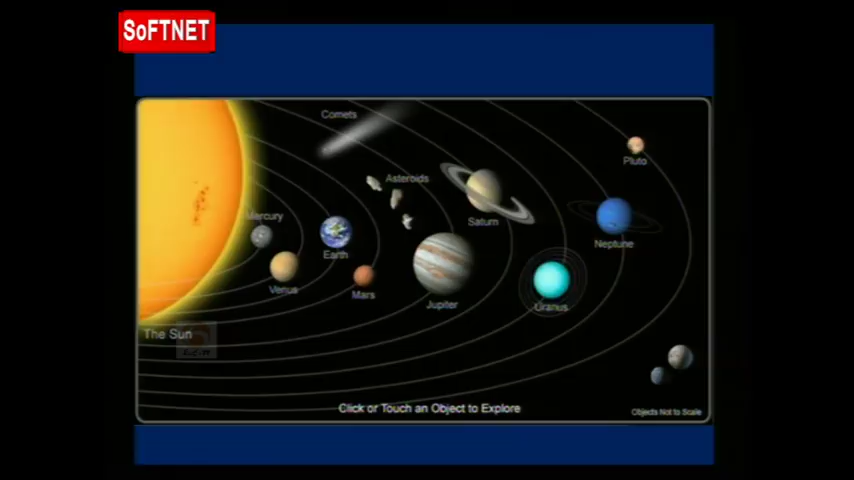 SoFTNET
Comets
Pluto
Asteroids
Mercury
Saturn
Neptune
Earth
Venus
Mars
Jupiter
Uranus
The Sun
Click or Touch an Object to Explore
Objects Not to Scale